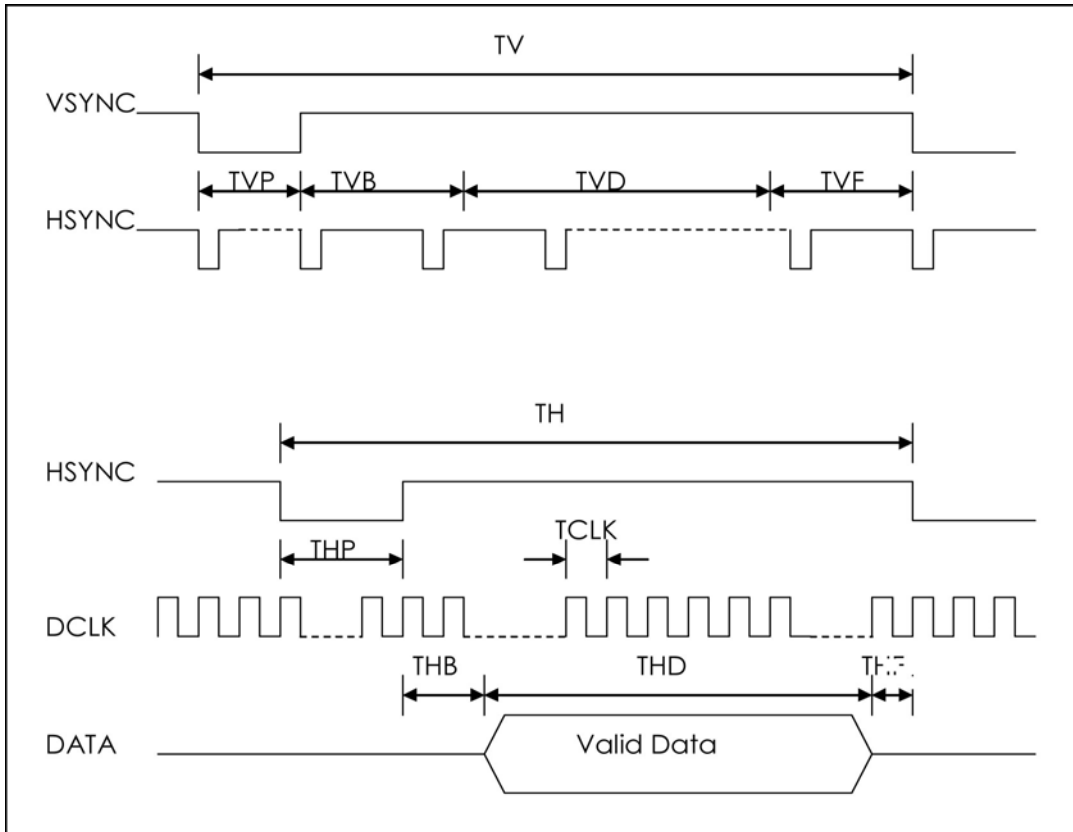 TV
VSYNC
TVP TVB TVD TVF
HSYNC
TH
HSYNC
TCLK
THP
DCLK
THB THD
DATA Valid Data